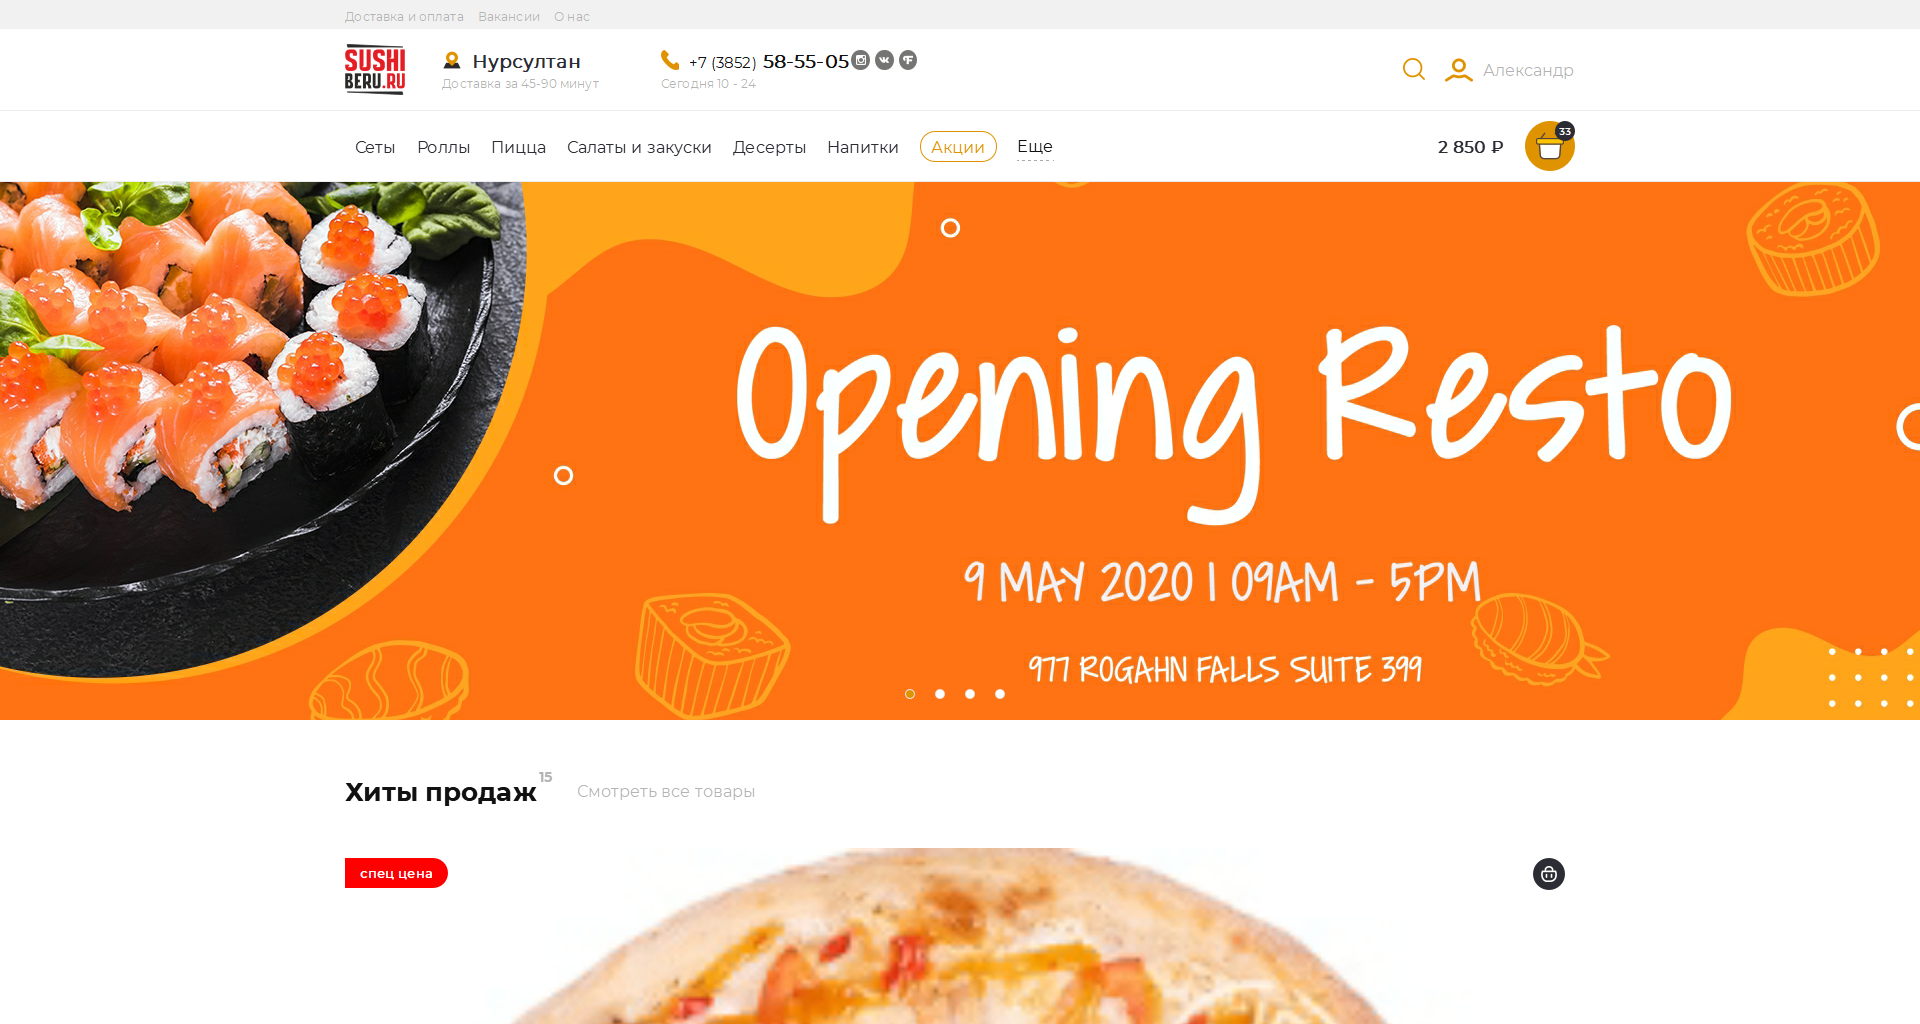 Доставка и оплата Вакансии О нас
SUSHI
BERU.RU
Нурсултан
Доставка за 45-90 минут
+7 (3852) 58-55-05
Сегодня 10 - 24
Александр
Сеты Роллы Пицца Салаты и закуски Десерты Напитки Акции Еще
2 850 ₽
33
Opening Resto
9 MAY 2020 | 09AM - 5PM
977 ROGAHN FALLS SUITE 399
Хиты продаж 15
Смотреть все товары
спец цена